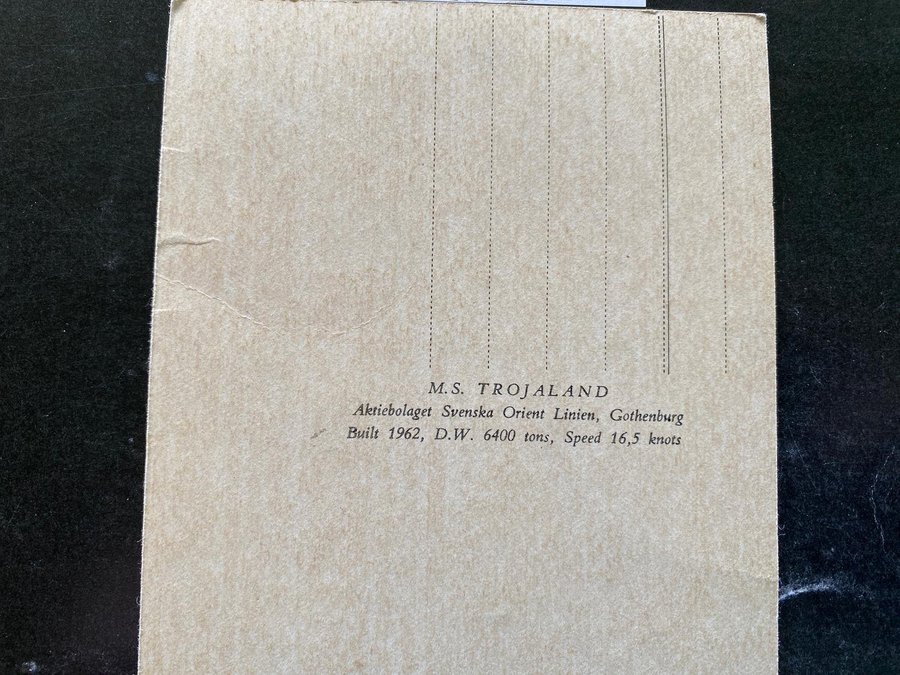 M.S. TROJALAND
Aktiebolaget Svenska Orient Linien, Gothenburg
Built 1962, D.W. 6400 tons, Speed 16,5 knots